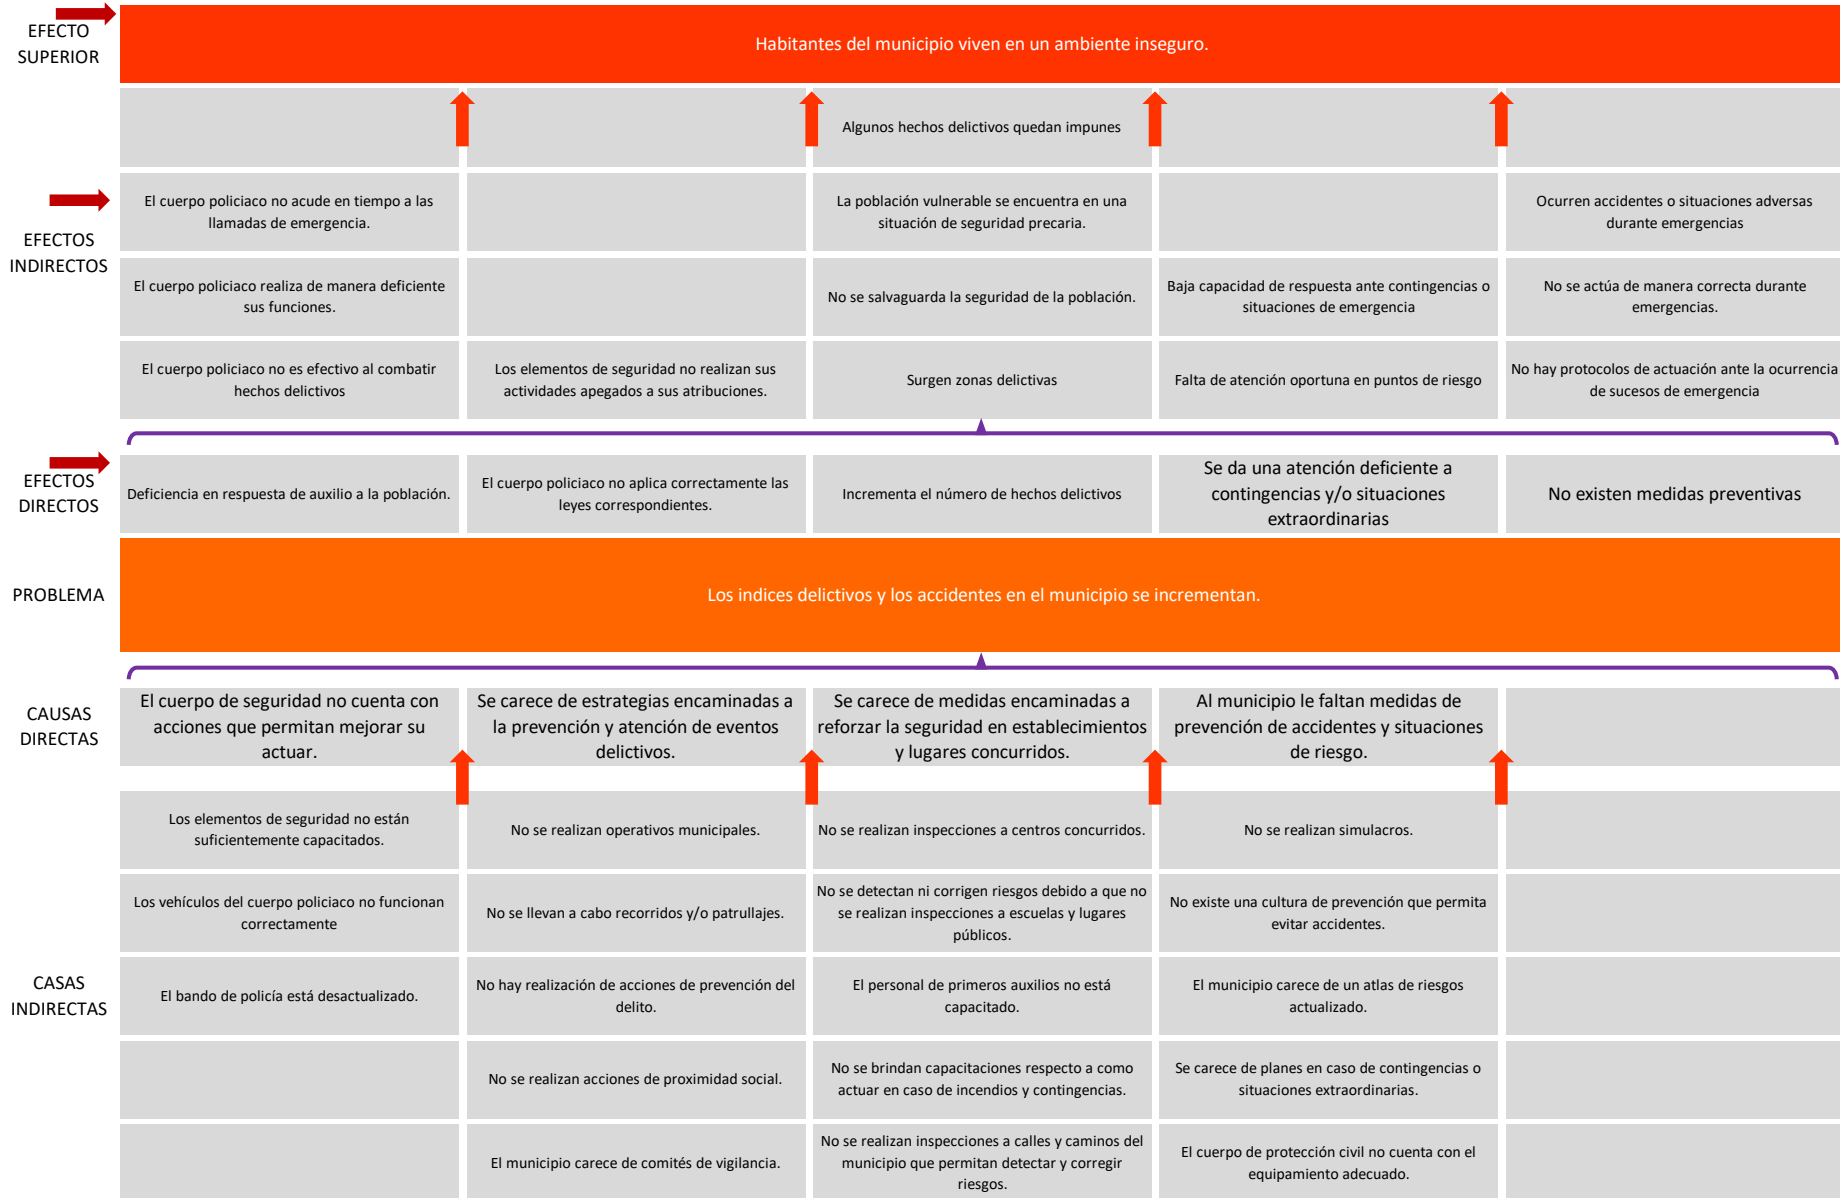 EFECTO
SUPERIOR
Habitantes del municipio viven en un ambiente inseguro.
Algunos hechos delictivos quedan impunes
EFECTOS
INDIRECTOS
El cuerpo policiaco no acude en tiempo a las
llamadas de emergencia.
La población vulnerable se encuentra en una
situación de seguridad precaria.
Ocurren accidentes o situaciones adversas
durante emergencias
El cuerpo policiaco realiza de manera deficiente
sus funciones.
No se salvaguarda la seguridad de la población.
Baja capacidad de respuesta ante contingencias o
situaciones de emergencia
No se actúa de manera correcta durante
emergencias.
El cuerpo policiaco no es efectivo al combatir
hechos delictivos
Los elementos de seguridad no realizan sus
actividades apegados a sus atribuciones.
Surgen zonas delictivas
Falta de atención oportuna en puntos de riesgo
No hay protocolos de actuación ante la ocurrencia
de sucesos de emergencia
EFECTOS
DIRECTOS
Deficiencia en respuesta de auxilio a la población.
El cuerpo policiaco no aplica correctamente las
leyes correspondientes.
Incrementa el número de hechos delictivos
Se da una atención deficiente a
contingencias y/o situaciones
extraordinarias
No existen medidas preventivas
PROBLEMA
Los indices delictivos y los accidentes en el municipio se incrementan.
CAUSAS
DIRECTAS
El cuerpo de seguridad no cuenta con
acciones que permitan mejorar su
actuar.
Se carece de estrategias encaminadas a
la prevención y atención de eventos
delictivos.
Se carece de medidas encaminadas a
reforzar la seguridad en establecimientos
y lugares concurridos.
Al municipio le faltan medidas de
prevención de accidentes y situaciones
de riesgo.
CASAS
INDIRECTAS
Los elementos de seguridad no están
suficientemente capacitados.
No se realizan operativos municipales.
No se realizan inspecciones a centros concurridos.
No se realizan simulacros.
Los vehículos del cuerpo policiaco no funcionan
correctamente
No se llevan a cabo recorridos y/o patrullajes.
No se detectan ni corrigen riesgos debido a que no
se realizan inspecciones a escuelas y lugares
públicos.
No existe una cultura de prevención que permita
evitar accidentes.
El bando de policía está desactualizado.
No hay realización de acciones de prevención del
delito.
El personal de primeros auxilios no está
capacitado.
El municipio carece de un atlas de riesgos
actualizado.
No se realizan acciones de proximidad social.
No se brindan capacitaciones respecto a como
actuar en caso de incendios y contingencias.
Se carece de planes en caso de contingencias o
situaciones extraordinarias.
El municipio carece de comités de vigilancia.
No se realizan inspecciones a calles y caminos del
municipio que permitan detectar y corregir
riesgos.
El cuerpo de protección civil no cuenta con el
equipamiento adecuado.